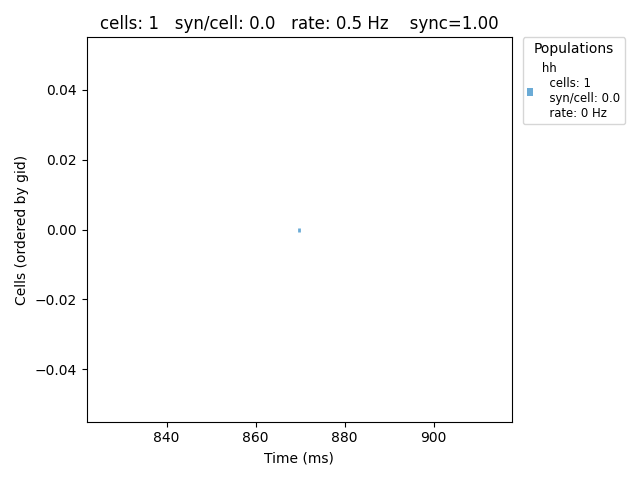 cells: 1   syn/cell: 0.0   rate: 0.5 Hz    sync=1.00
Populations
hh
cells: 1
syn/cell: 0.0
rate: 0 Hz
Cells (ordered by gid)
0.04
0.02
0.00
−0.02
−0.04
840 860 880 900
Time (ms)